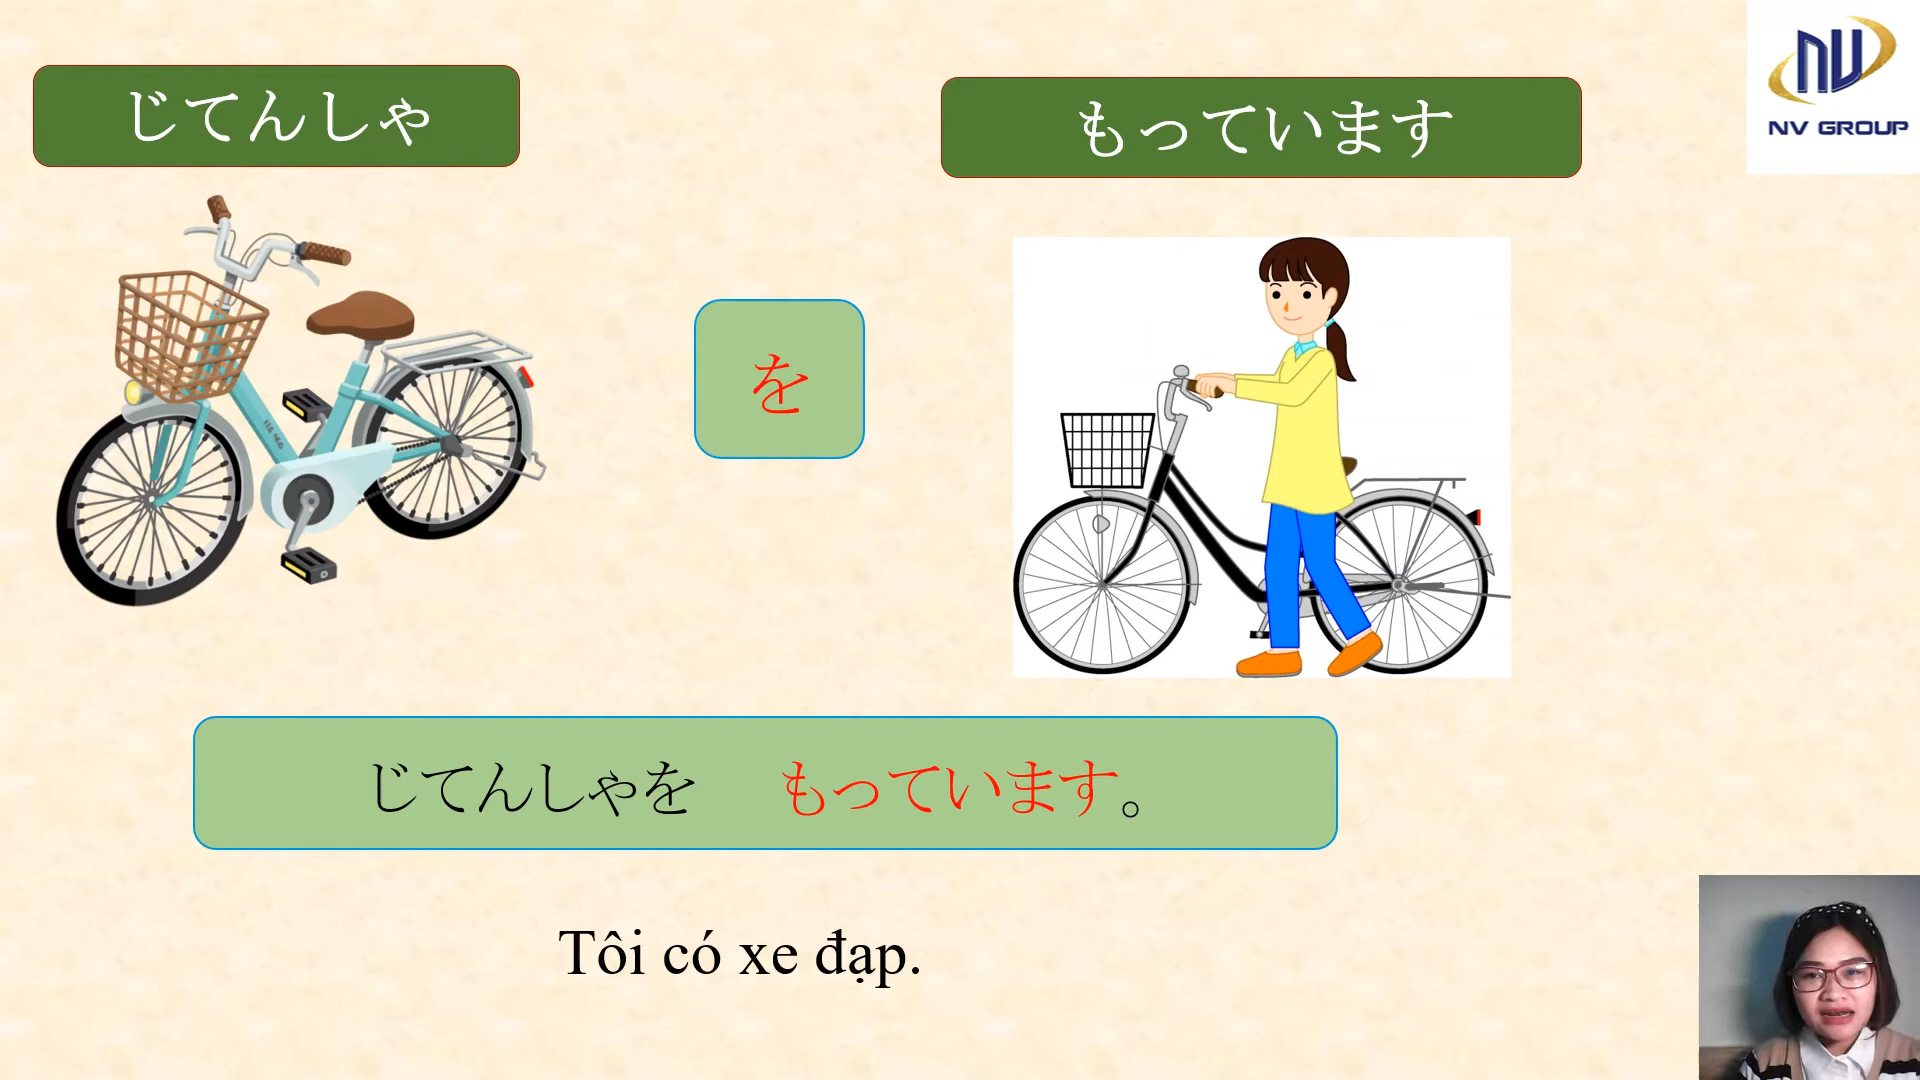 じてんしゃ
もっています
NV GROUP
を
じてんしゃを もっています。
Tôi có xe đạp.